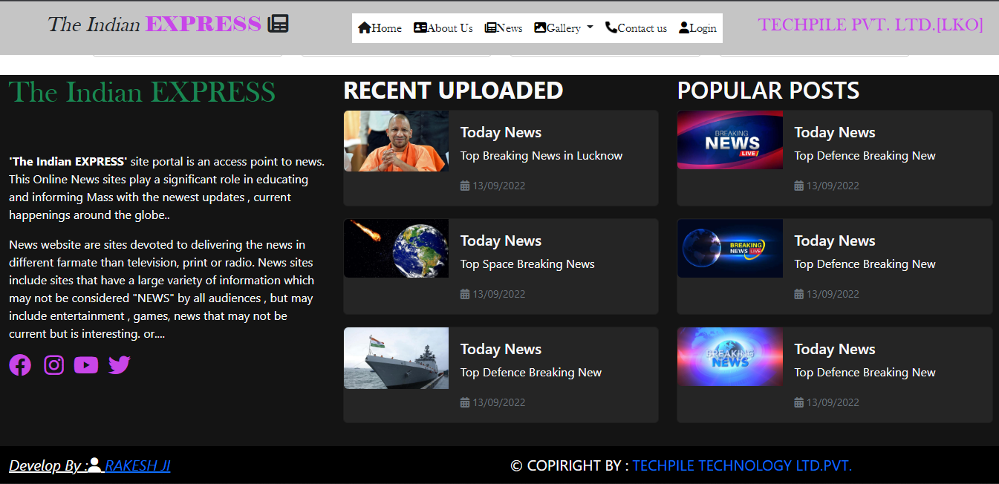 The Indian EXPRESS
Home About Us News Gallery Contact us Login
TECHPILE PVT. LTD.[LKO]
The Indian EXPRESS
"The Indian EXPRESS" site portal is an access point to news.
This Online News sites play a significant role in educating
and informing Mass with the newest updates , current
happenings around the globe..
News website are sites devoted to delivering the news in
different farmate than television, print or radio. News sites
include sites that have a large variety of information which
may not be considered "NEWS" by all audiences , but may
include entertainment , games, news that may not be
current but is interesting. or....
RECENT UPLOADED
Today News
Top Breaking News in Lucknow
13/09/2022
Today News
Top Space Breaking News
13/09/2022
Today News
Top Defence Breaking New
13/09/2022
POPULAR POSTS
BREAKING
NEWS
LIVE
Today News
Top Defence Breaking New
13/09/2022
BREAKING
NEWS LIVE
Today News
Top Defence Breaking New
13/09/2022
BREAKING
NEWS
Today News
Top Defence Breaking New
13/09/2022
Develop By : RAKESH JI
© COPIRIGHT BY : TECHPILE TECHNOLOGY LTD.PVT.